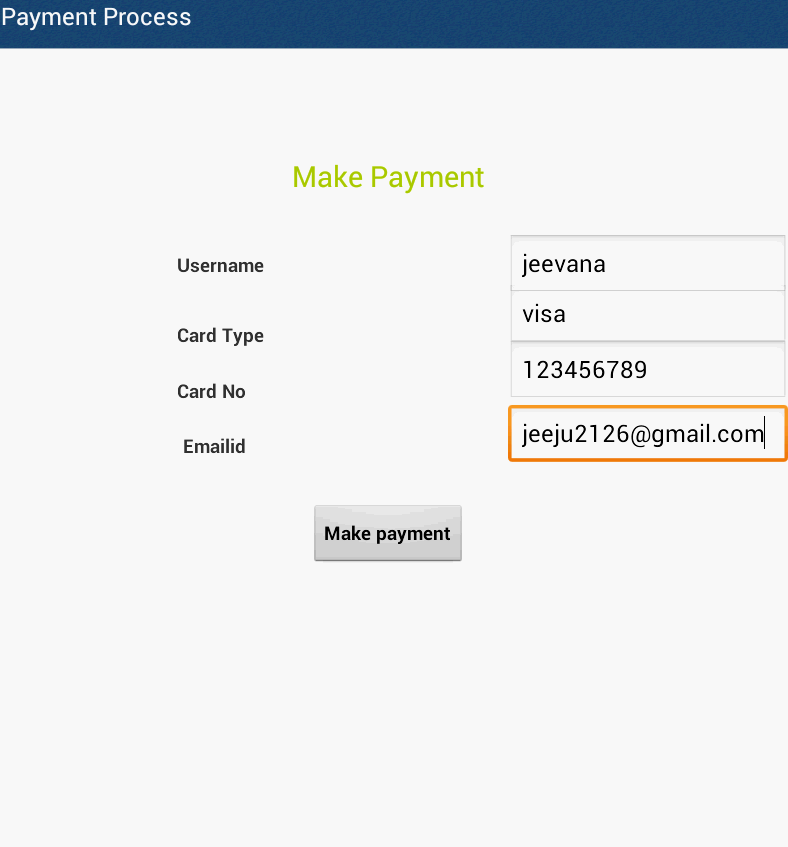 Payment Process
Make Payment
Username jeevana
Card Type visa
Card No 123456789
Emailid jeeju2126@gmail.com
Make payment